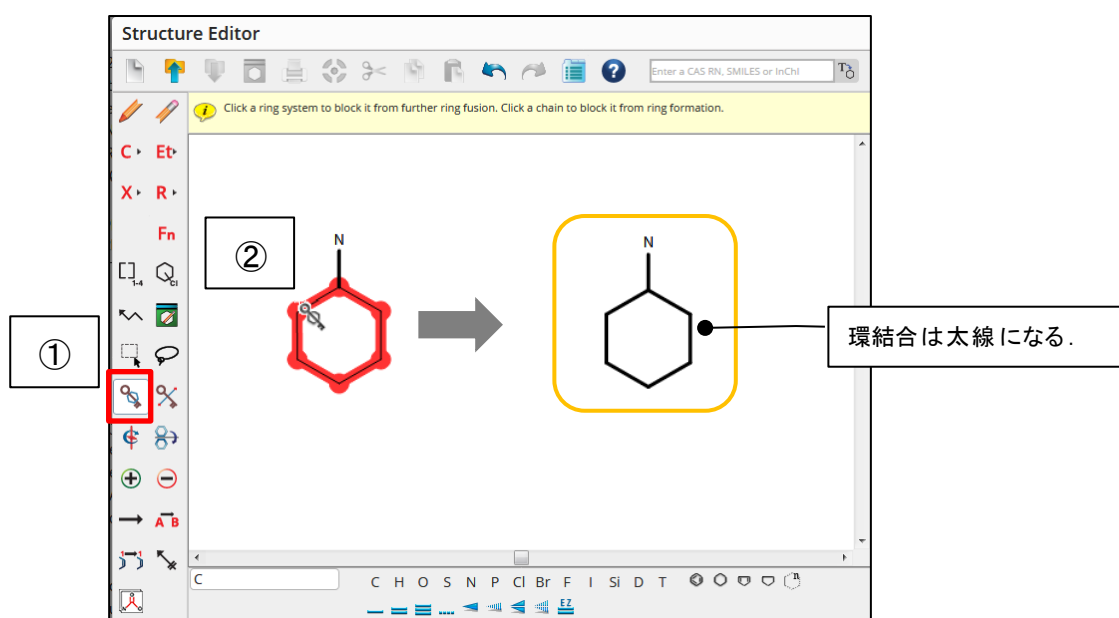 Structure Editor
Enter a CAS RN, SMILES or InChI
Click a ring system to block it from further ring fusion. Click a chain to block it from ring formation.
C Et
X R
Fn
1-4 Cl
②
N
N
①
環結合は太線になる.
A B
1 1
C
C H O S N P Cl Br F I Si D T n
E Z